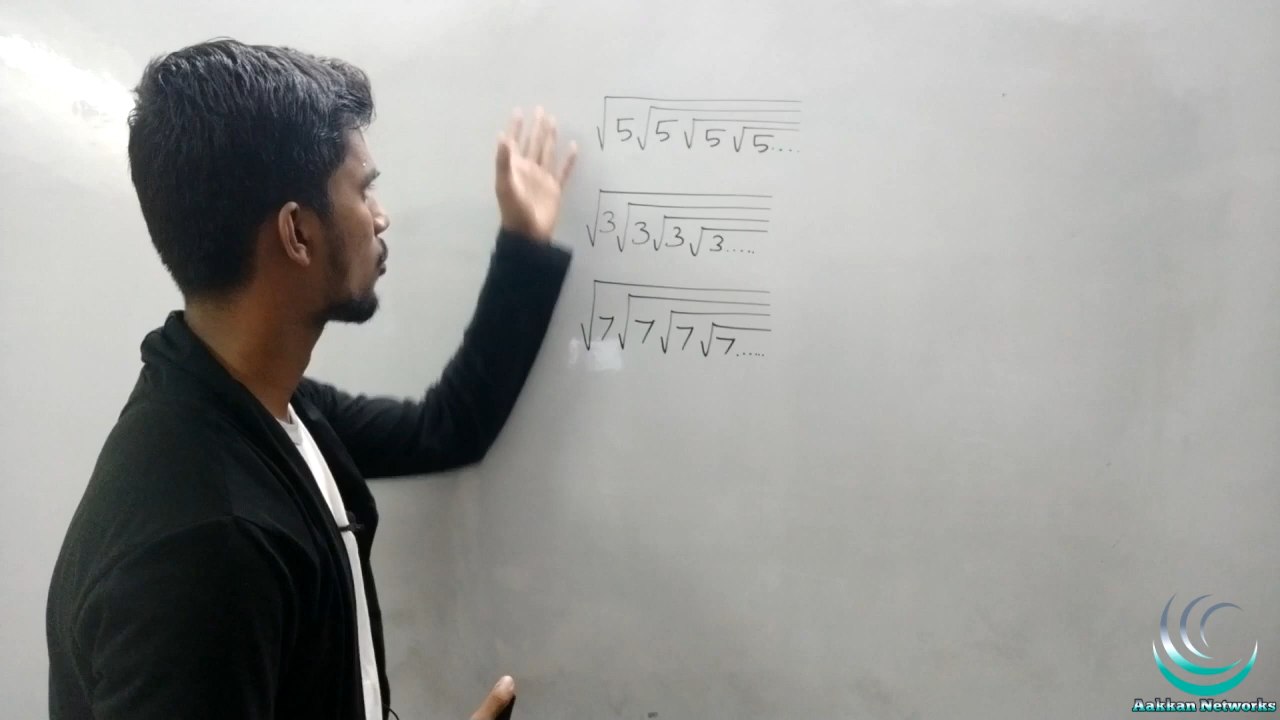 √5√5√5√5....
√3√3√3√3.....
√7√7√7√7.....
Aakkan Networks